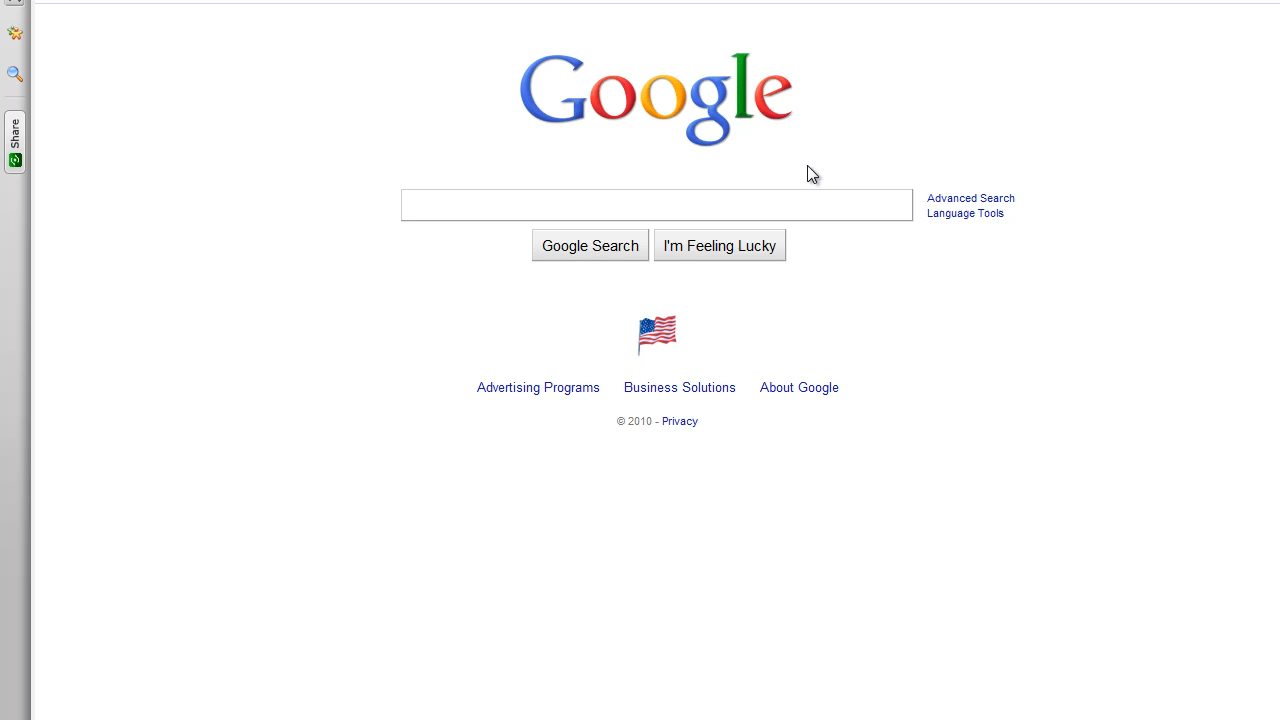 Share
Google
Advanced Search
Language Tools
Google Search
I'm Feeling Lucky
Advertising Programs
Business Solutions
About Google
© 2010 - Privacy